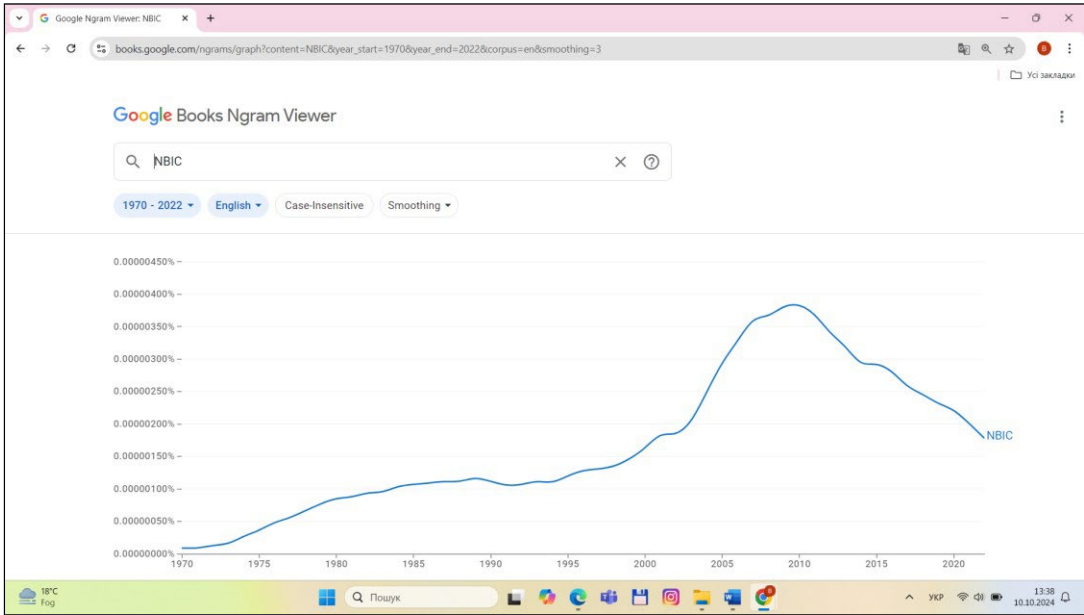 Google Ngram Viewer: NBIC
books.google.com/ngrams/graph?content=NBIC&year_start=1970&year_end=2022&corpus=en&smoothing=3
B
Усі закладки
Google Books Ngram Viewer
NBIC
1970 - 2022
English
Case-Insensitive
Smoothing
0.00000450%
0.00000400%
0.00000350%
0.00000300%
0.00000250%
0.00000200%
0.00000150%
0.00000100%
0.00000050%
0.00000000%
NBIC
1970 1975 1980 1985 1990 1995 2000 2005 2010 2015 2020
18°C
Fog
Пошук
УКР
13:38
10.10.2024